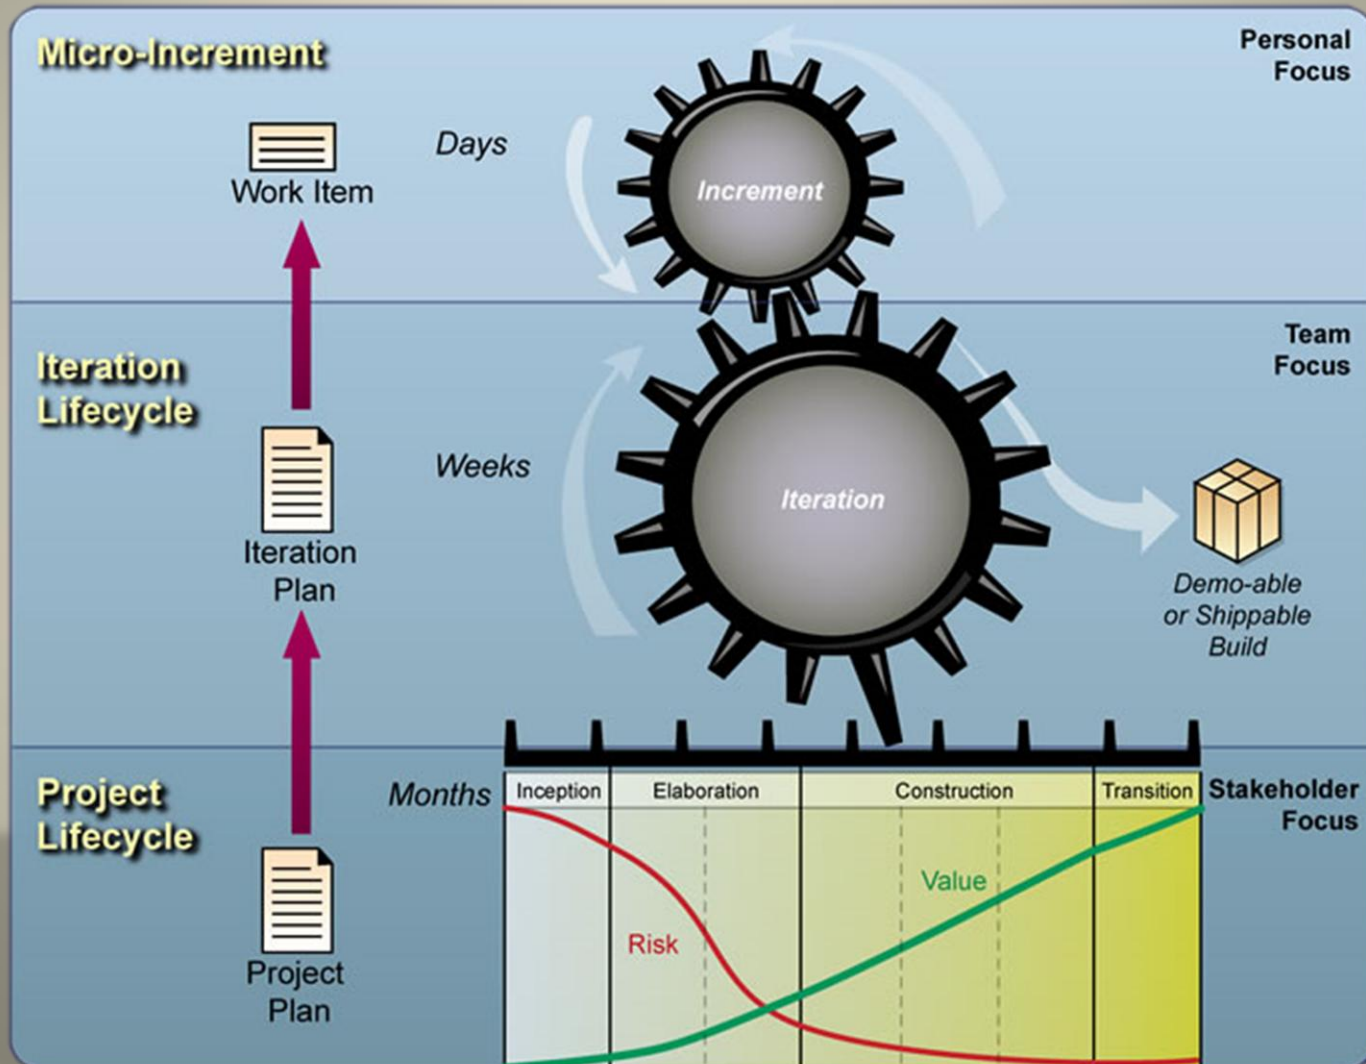 Micro-Increment
Personal
Focus
Days
Work Item
Increment
Team
Focus
Iteration
Lifecycle
Weeks
Iteration
Iteration
Plan
Demo-able
or Shippable
Build
Project
Lifecycle
Months
Inception
Elaboration
Construction
Transition
Stakeholder
Focus
Value
Risk
Project
Plan